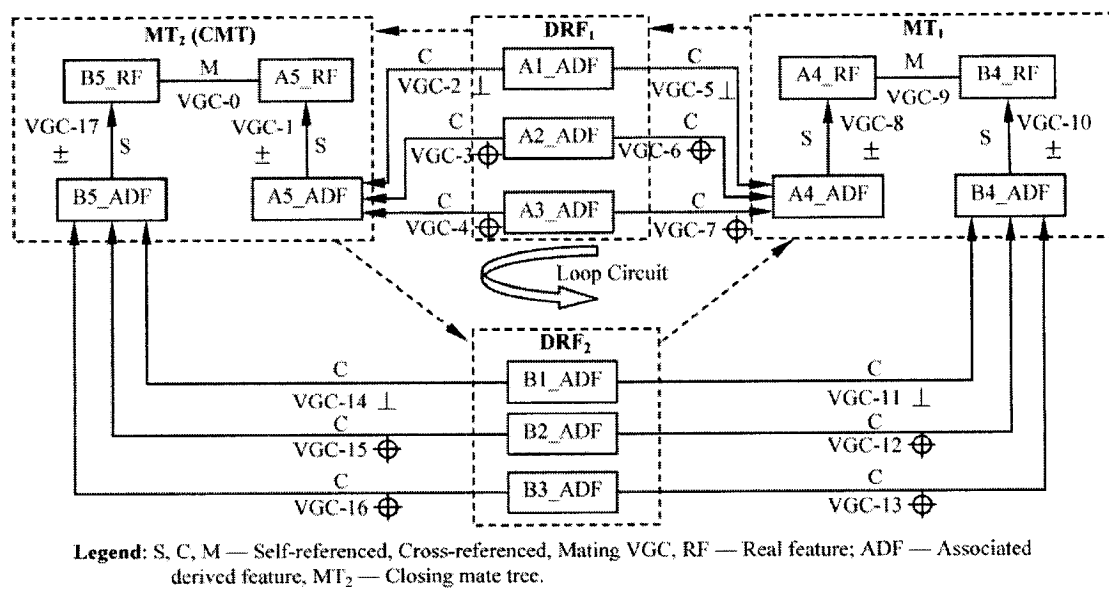 MT₂ (CMT)
DRF₁
MT₁
B5_RF
M
VGC-0
A5_RF
VGC-17
±
S
VGC-1
±
S
B5_ADF
A5_ADF
C
VGC-2 ⊥
C
VGC-3 ⌖
C
VGC-4 ⌖
A1_ADF
A2_ADF
A3_ADF
C
VGC-5 ⊥
C
VGC-6 ⌖
C
VGC-7 ⌖
A4_RF
M
VGC-9
B4_RF
S
VGC-8
±
S
VGC-10
±
A4_ADF
B4_ADF
Loop Circuit
DRF₂
C
B1_ADF
C
VGC-14 ⊥
VGC-11 ⊥
C
B2_ADF
C
VGC-15 ⌖
VGC-12 ⌖
C
B3_ADF
C
VGC-16 ⌖
VGC-13 ⌖
Legend: S, C, M — Self-referenced, Cross-referenced, Mating VGC, RF — Real feature; ADF — Associated
derived feature, MT₂ — Closing mate tree.